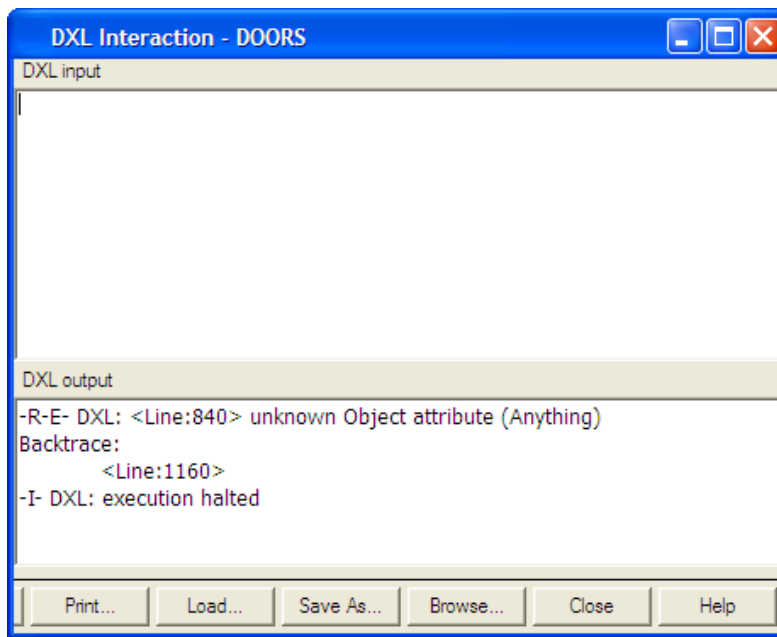 DXL Interaction - DOORS
DXL input
DXL output
-R-E- DXL: <Line:840> unknown Object attribute (Anything)
Backtrace:
<Line:1160>
-I- DXL: execution halted
Print... Load... Save As... Browse... Close Help